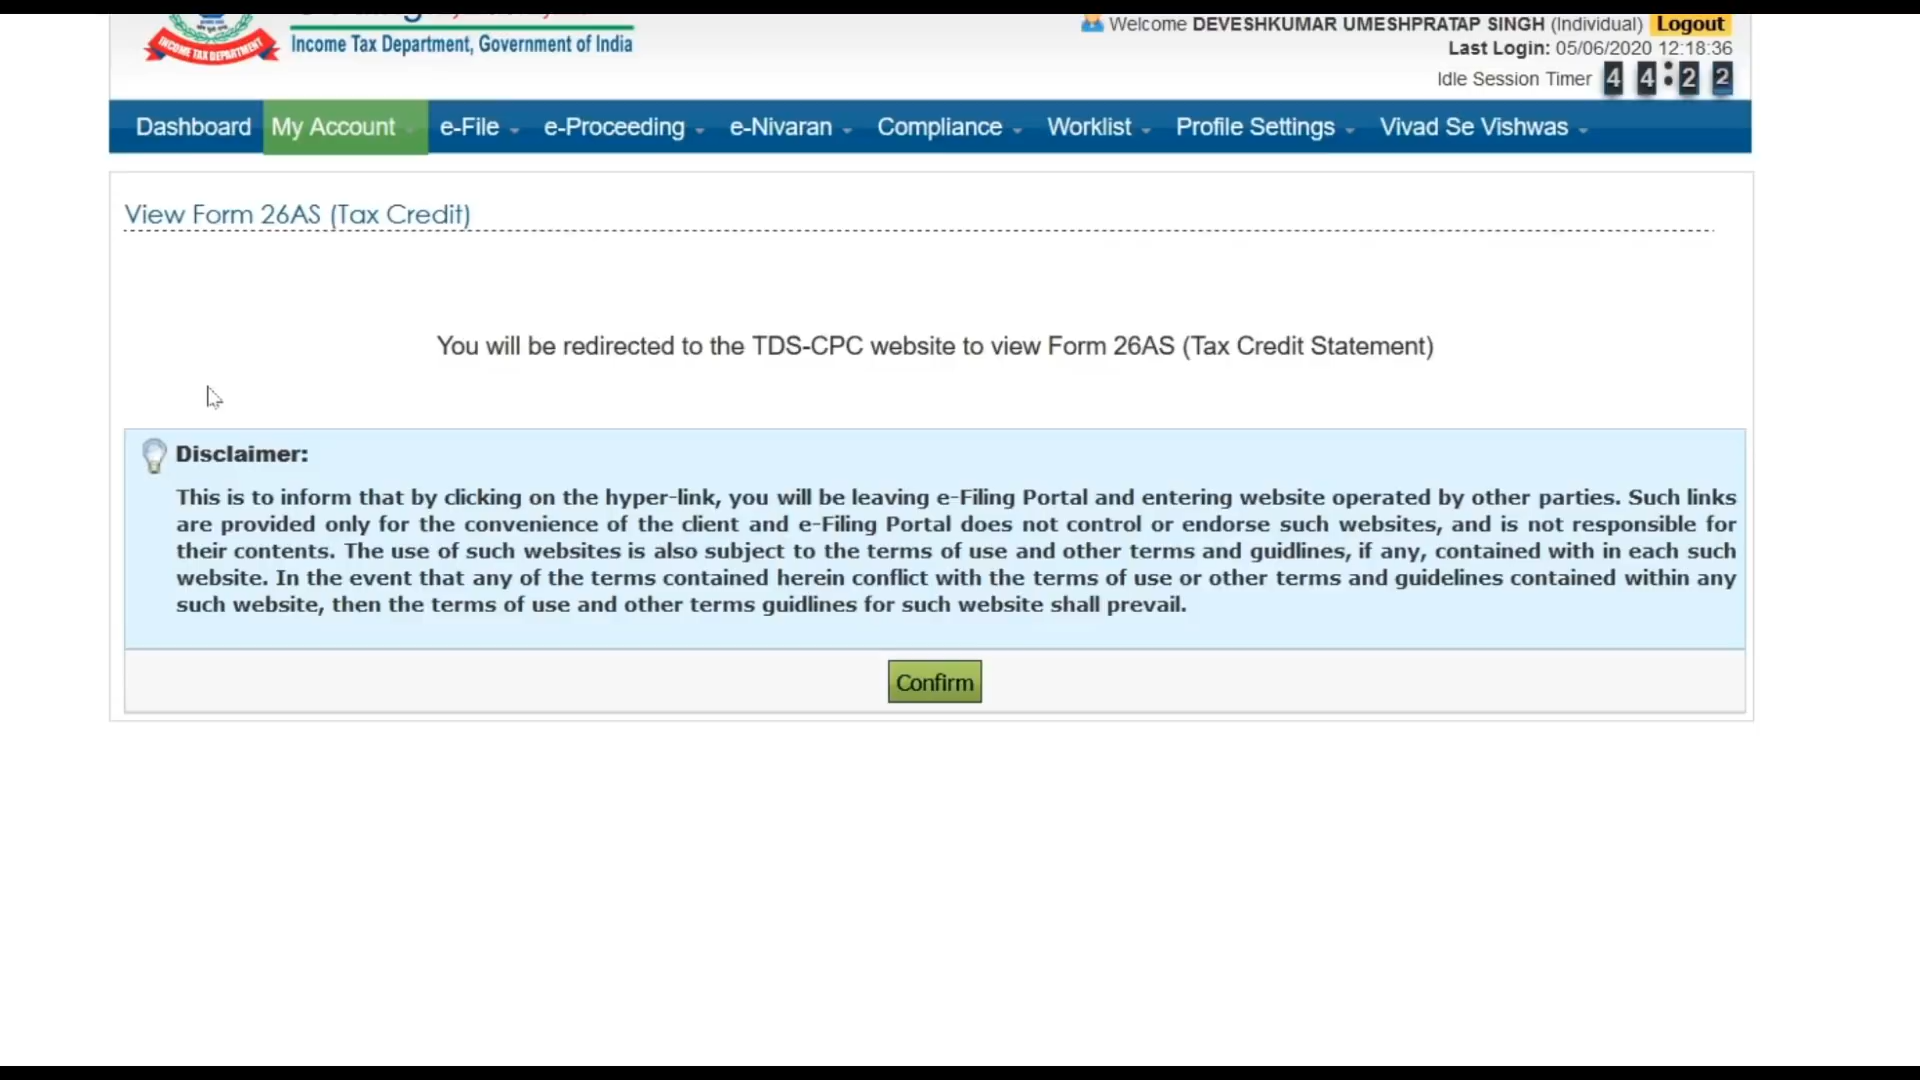 Welcome DEVESHKUMAR UMESHPRATAP SINGH (Individual) Logout
INCOME TAX DEPARTMENT
Income Tax Department, Government of India
Last Login: 05/06/2020 12:18:36
Idle Session Timer 4 4 : 2 2
Dashboard My Account e-File e-Proceeding e-Nivaran Compliance Worklist Profile Settings Vivad Se Vishwas
View Form 26AS (Tax Credit)
You will be redirected to the TDS-CPC website to view Form 26AS (Tax Credit Statement)
Disclaimer:
This is to inform that by clicking on the hyper-link, you will be leaving e-Filing Portal and entering website operated by other parties. Such links
are provided only for the convenience of the client and e-Filing Portal does not control or endorse such websites, and is not responsible for
their contents. The use of such websites is also subject to the terms of use and other terms and guidlines, if any, contained with in each such
website. In the event that any of the terms contained herein conflict with the terms of use or other terms and guidelines contained within any
such website, then the terms of use and other terms guidlines for such website shall prevail.
Confirm